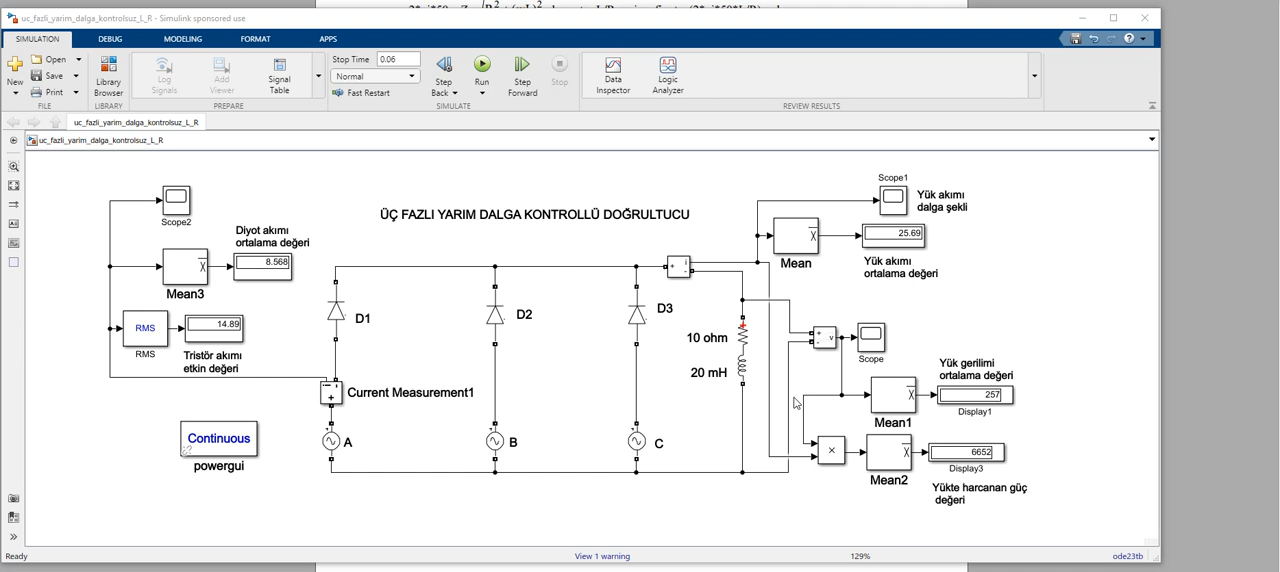 uc_fazli_yarim_dalga_kontrolsuz_L_R - Simulink sponsored use
SIMULATION DEBUG MODELING FORMAT APPS
New
Open
Save
Print
FILE
Library
Browser
LIBRARY
Log
Signals
Add
Viewer
Signal
Table
PREPARE
Stop Time 0.06
Normal
Fast Restart
Step
Back
Run
Step
Forward
Stop
SIMULATE
Data
Inspector
Logic
Analyzer
REVIEW RESULTS
uc_fazli_yarim_dalga_kontrolsuz_L_R
uc_fazli_yarim_dalga_kontrolsuz_L_R
ÜÇ FAZLI YARIM DALGA KONTROLLÜ DOĞRULTUCU
Scope2
Diyot akımı
ortalama değeri
8.568
Mean3
RMS
RMS
14.89
Tristör akımı
etkin değeri
Continuous
powergui
D1
D2
D3
Current Measurement1
A
B
C
10 ohm
20 mH
Scope1
Yük akımı
dalga şekli
Mean
25.69
Yük akımı
ortalama değeri
Scope
Yük gerilimi
ortalama değeri
257
Display1
Mean1
6652
Display3
Mean2
Yükte harcanan güç
değeri
Ready
View 1 warning
129%
ode23tb